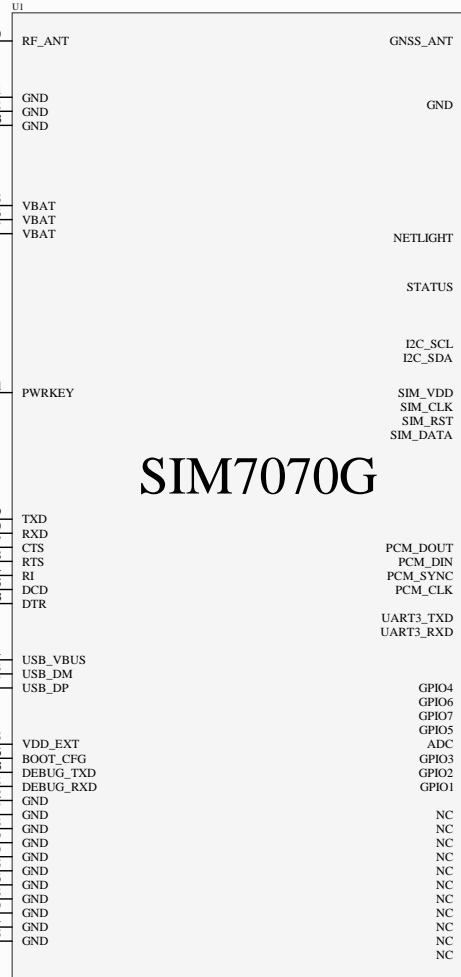 U1
RF_ANT GNSS_ANT
GND
GND GND
GND
VBAT
VBAT
VBAT
NETLIGHT
STATUS
I2C_SCL
I2C_SDA
PWRKEY SIM_VDD
SIM_CLK
SIM_RST
SIM_DATA
SIM7070G
TXD
RXD
CTS PCM_DOUT
RTS PCM_DIN
RI PCM_SYNC
DCD PCM_CLK
DTR
UART3_TXD
UART3_RXD
USB_VBUS
USB_DM
USB_DP GPIO4
GPIO6
GPIO7
GPIO5
VDD_EXT ADC
BOOT_CFG GPIO3
DEBUG_TXD GPIO2
DEBUG_RXD GPIO1
GND
GND NC
GND NC
GND NC
GND NC
GND NC
GND NC
GND NC
GND NC
GND NC
GND NC
NC